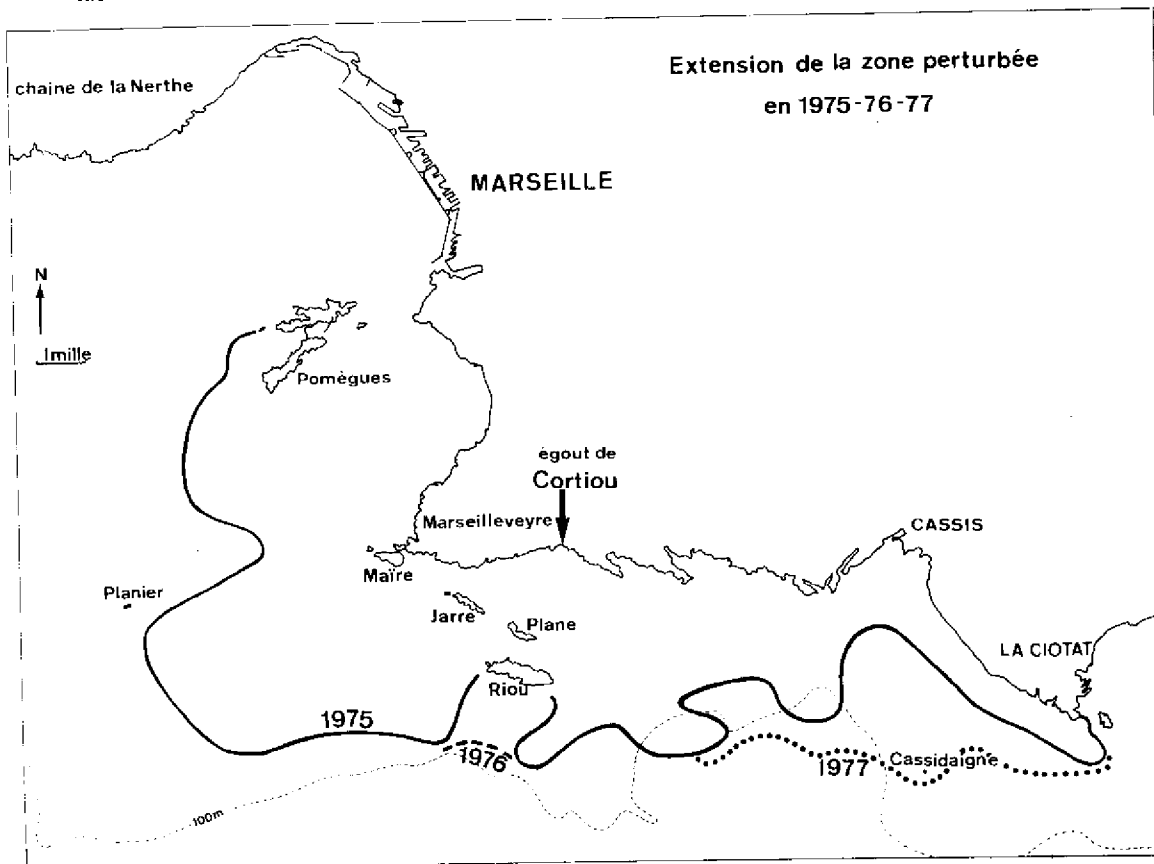 Extension de la zone perturbée
en 1975-76-77
chaine de la Nerthe
MARSEILLE
N
1mille
Pomègues
égout de
Cortiou
Marseilleveyre
CASSIS
Maïre
Planier
Jarre
Plane
LA CIOTAT
Riou
1975
1976
1977
Cassidaigne
100m